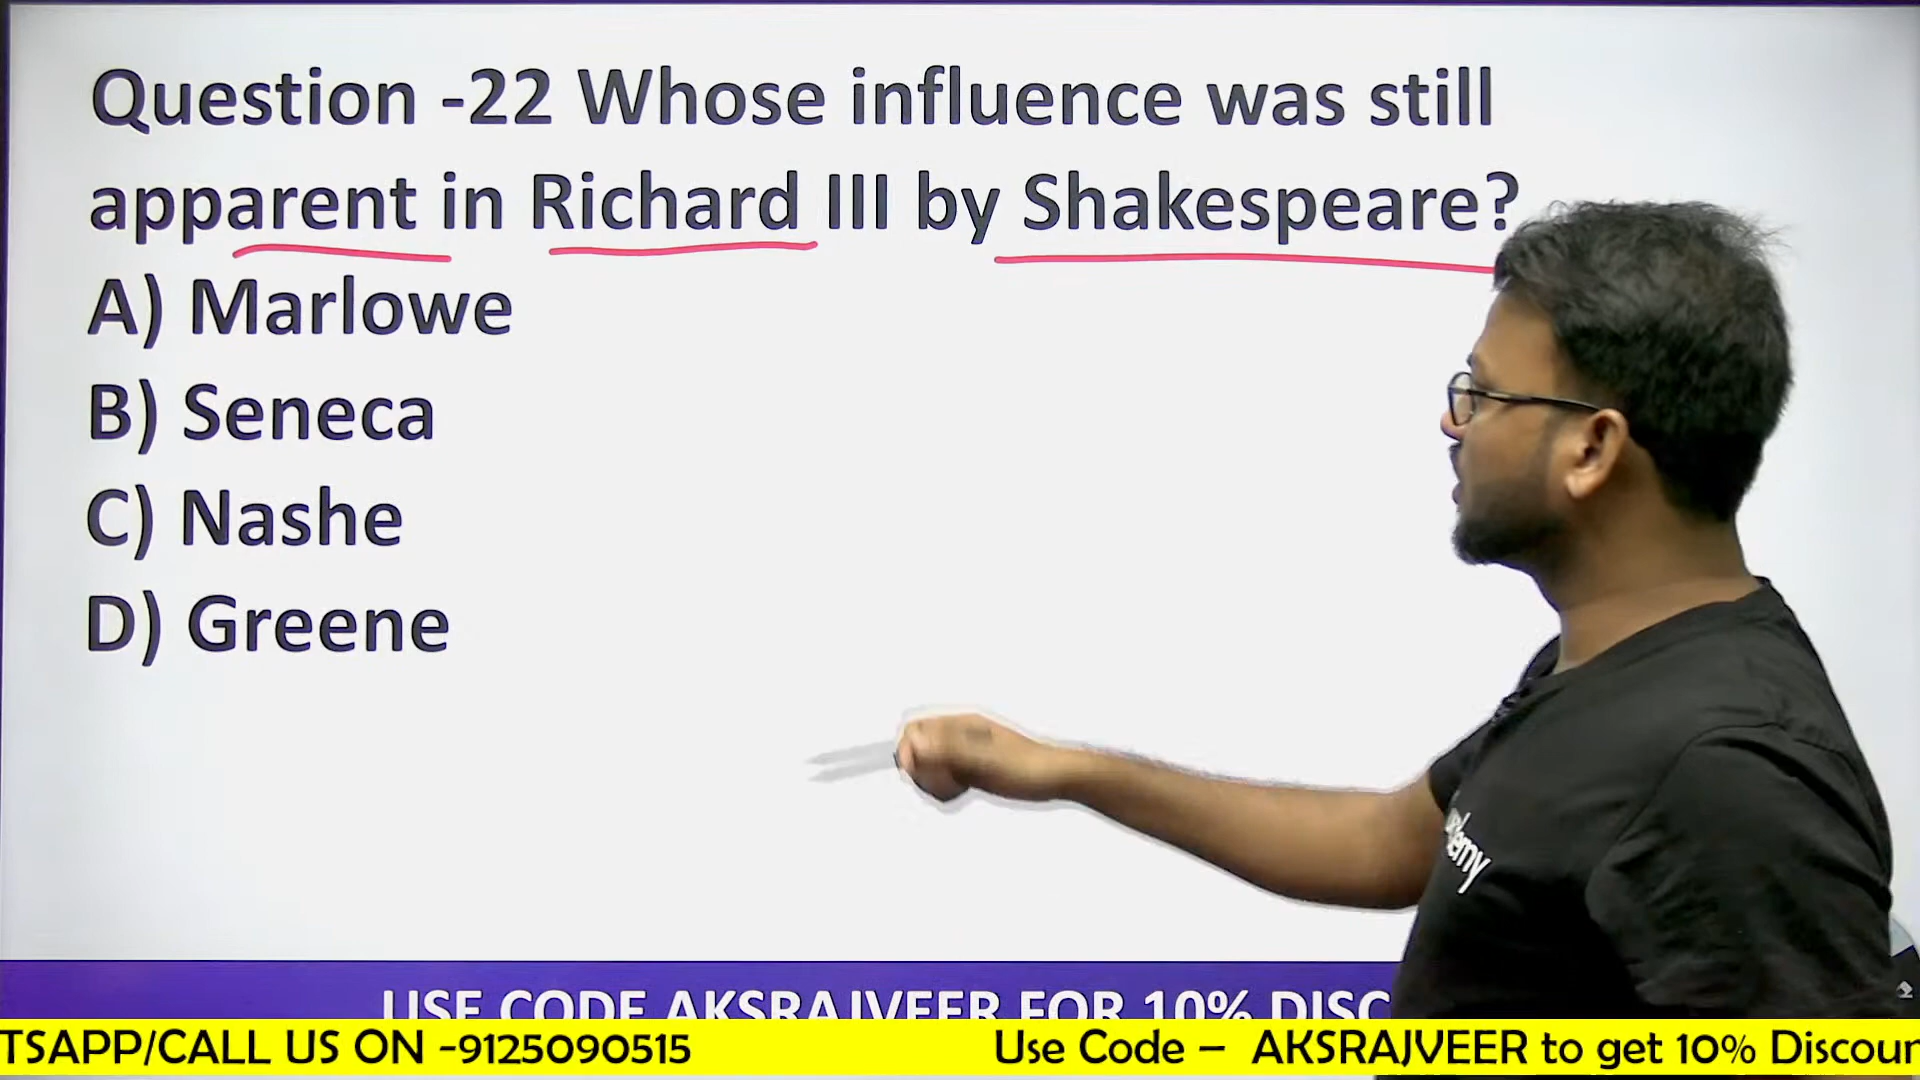 Question -22 Whose influence was still
apparent in Richard III by Shakespeare?
A) Marlowe
B) Seneca
C) Nashe
D) Greene
USE CODE AKSRAJVEER FOR 10% DISC
TSAPP/CALL US ON -9125090515 Use Code – AKSRAJVEER to get 10% Discoun